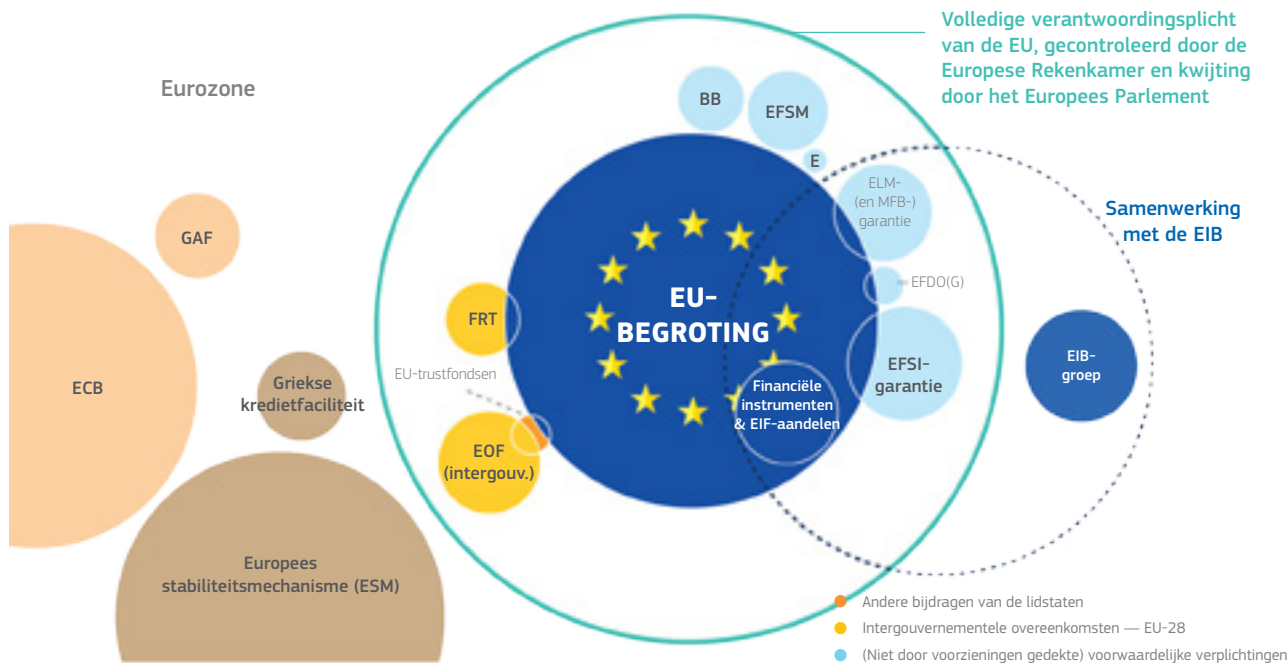 Volledige verantwoordingsplicht
van de EU, gecontroleerd door de
Europese Rekenkamer en kwijting
door het Europees Parlement
Eurozone
BB
EFSM
E
ELM-
(en MFB-)
garantie
Samenwerking
met de EIB
GAF
EFDO(G)
EU-
BEGROTING
FRT
EU-trustfondsen
ECB
Griekse
kredietfaciliteit
EFSI-
garantie
EIB-
groep
Financiële
instrumenten
& EIF-aandelen
EOF
(intergouv.)
Europees
stabiliteitsmechanisme (ESM)
Andere bijdragen van de lidstaten
Intergouvernementele overeenkomsten — EU-28
(Niet door voorzieningen gedekte) voorwaardelijke verplichtingen